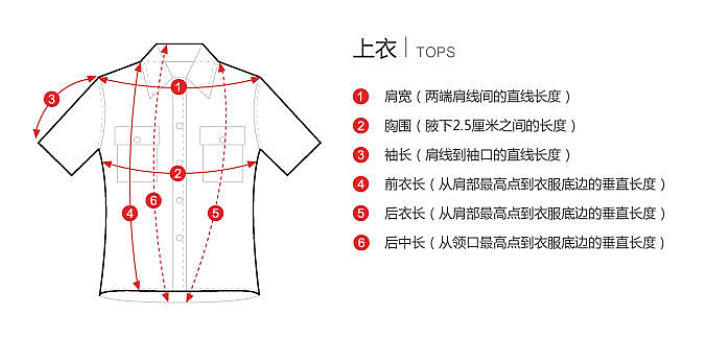 上衣 | TOPS
1 肩宽（两端肩线间的直线长度）
2 胸围（腋下2.5厘米之间的长度）
3 袖长（肩线到袖口的直线长度）
4 前衣长（从肩部最高点到衣服底边的垂直长度）
5 后衣长（从肩部最高点到衣服底边的垂直长度）
6 后中长（从领口最高点到衣服底边的垂直长度）
1
3
2
6
4
5